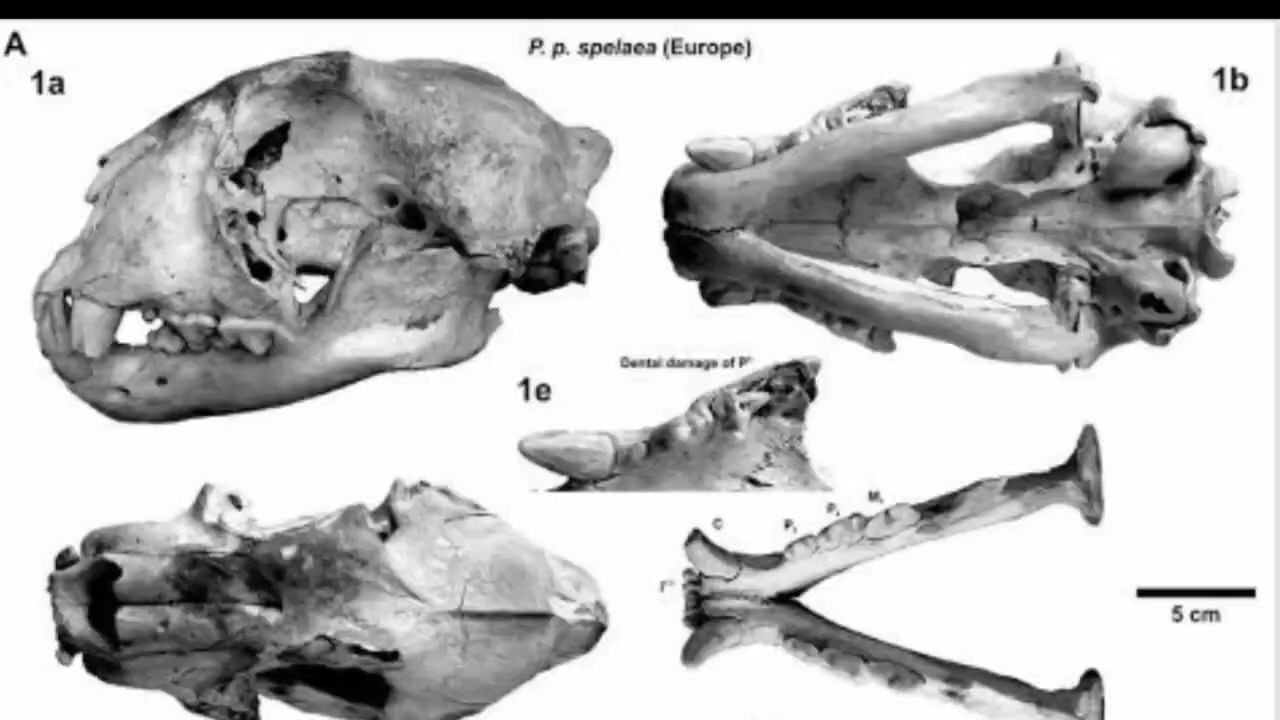 A
P. p. spelaea (Europe)
1a
1b
Dental damage of P
1e
M
P
P
C
5 cm